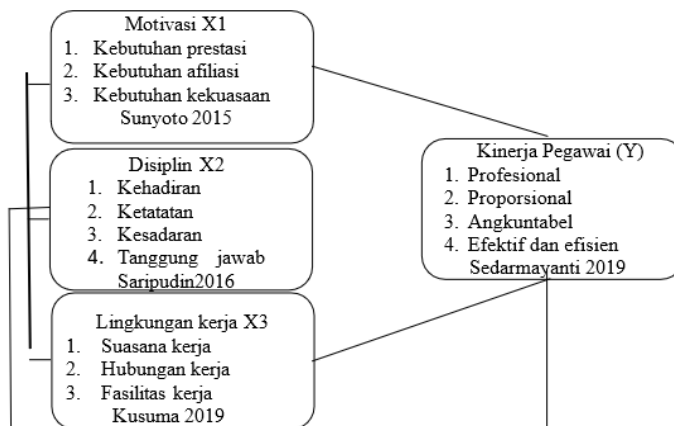 Motivasi X1
1. Kebutuhan prestasi
2. Kebutuhan afiliasi
3. Kebutuhan kekuasaan
Sunyoto 2015
Disiplin X2
1. Kehadiran
2. Ketatatan
3. Kesadaran
4. Tanggung jawab
Saripudin2016
Lingkungan kerja X3
1. Suasana kerja
2. Hubungan kerja
3. Fasilitas kerja
Kusuma 2019
Kinerja Pegawai (Y)
1. Profesional
2. Proporsional
3. Angkuntabel
4. Efektif dan efisien
Sedarmayanti 2019